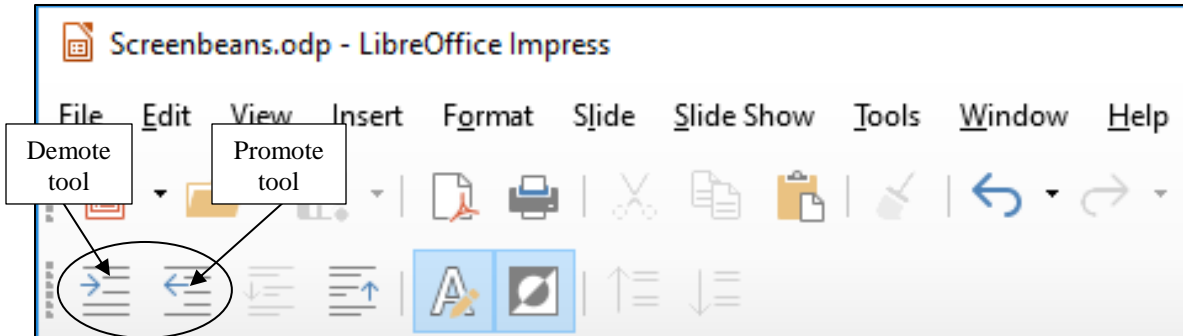 Screenbeans.odp - LibreOffice Impress
File Edit View Insert Format Slide Slide Show Tools Window Help
Demote
tool
Promote
tool